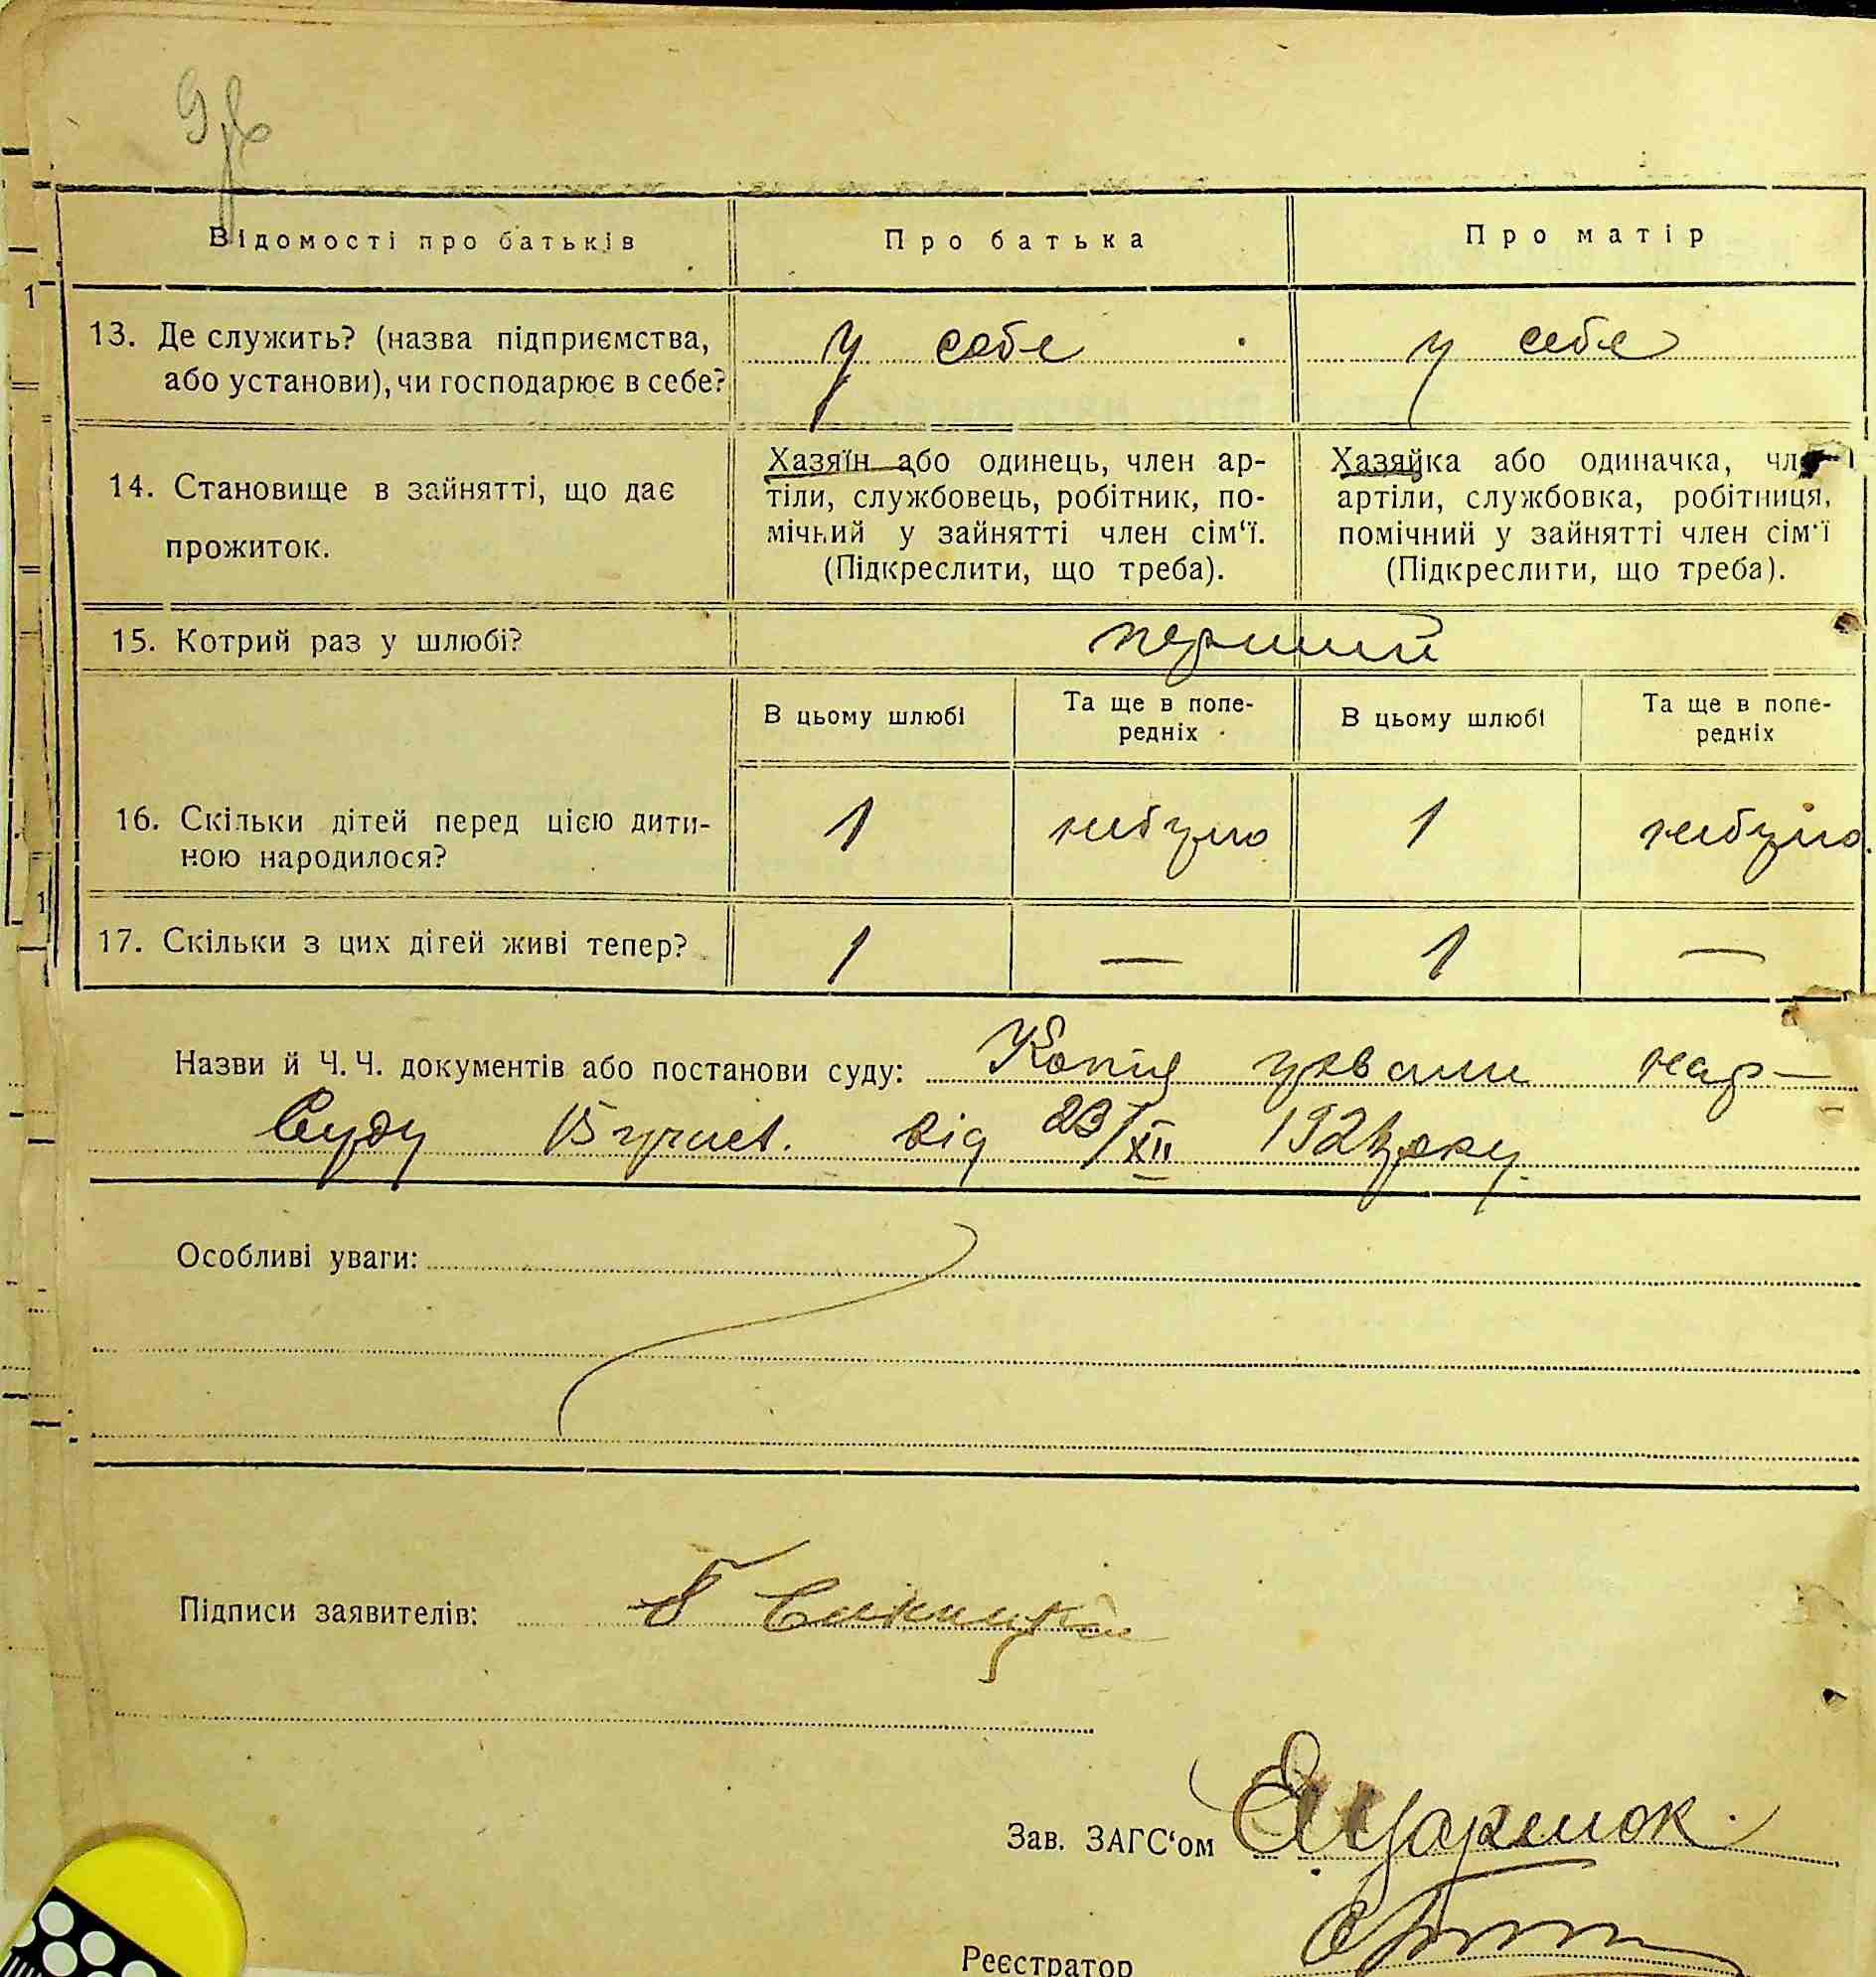 Відомості про батьків
Про батька
Про матір
13. Де служить? (назва підприємства,
або установи), чи господарює в себе?
у себе
у себе
14. Становище в зайнятті, що дає
прожиток.
Хазяїн або одинець, член ар-
тіли, службовець, робітник, по-
мічний у зайнятті член сім'ї.
(Підкреслити, що треба).
Хазяйка або одиначка,
артіли, службовка, робітниця,
помічний у зайнятті член сім'ї
(Підкреслити, що треба).
15. Котрий раз у шлюбі?
перший
В цьому шлюбі
Та ще в попе-
редніх
В цьому шлюбі
Та ще в попе-
редніх
16. Скільки дітей перед цією дити-
ною народилося?
1
небуло
1
небуло
17. Скільки з цих дітей живі тепер?
1
—
1
—
Назви й Ч. Ч. документів або постанови суду: Копія ухвали нар-
Суду 15 участ. від 23/XII року
Особливі уваги:
Підписи заявителів:
Зав. ЗАГС'ом
Реєстратор